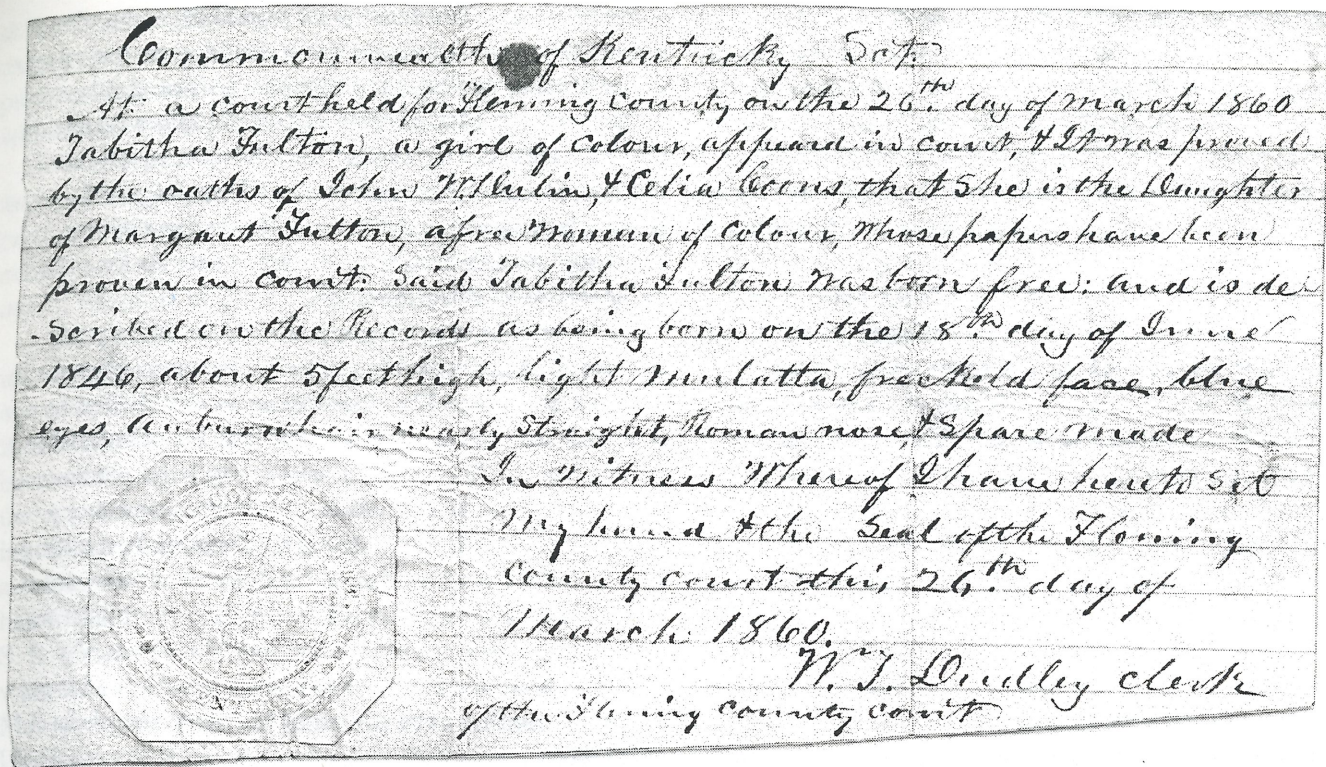 Commonwealth of Kentucky Sct.
At a court held for Fleming County on the 26th. day of March 1860
Tabitha Fulton, a girl of colour, appeard in court, & It was proved
by the oaths of John W. Dulin, & Celia Coons, that She is the Daughter
of Margaret Fulton, a free Woman of Colour, Whose papers have been
proven in court: Said Tabitha Fulton was born free: and is de
-scribed on the Records as being born on the 18th. day of June
1846, about 5 feet high, light Mulatta, freckeld face, blue
eyes, Auburn hair nearly Straight, Roman nose, & Spare made
In Witness Whereof I have hereto Set
My hand & the Seal of the Fleming
County court this 26th. day of
March 1860.
W. T. Dudley clerk
of the Fleming County court